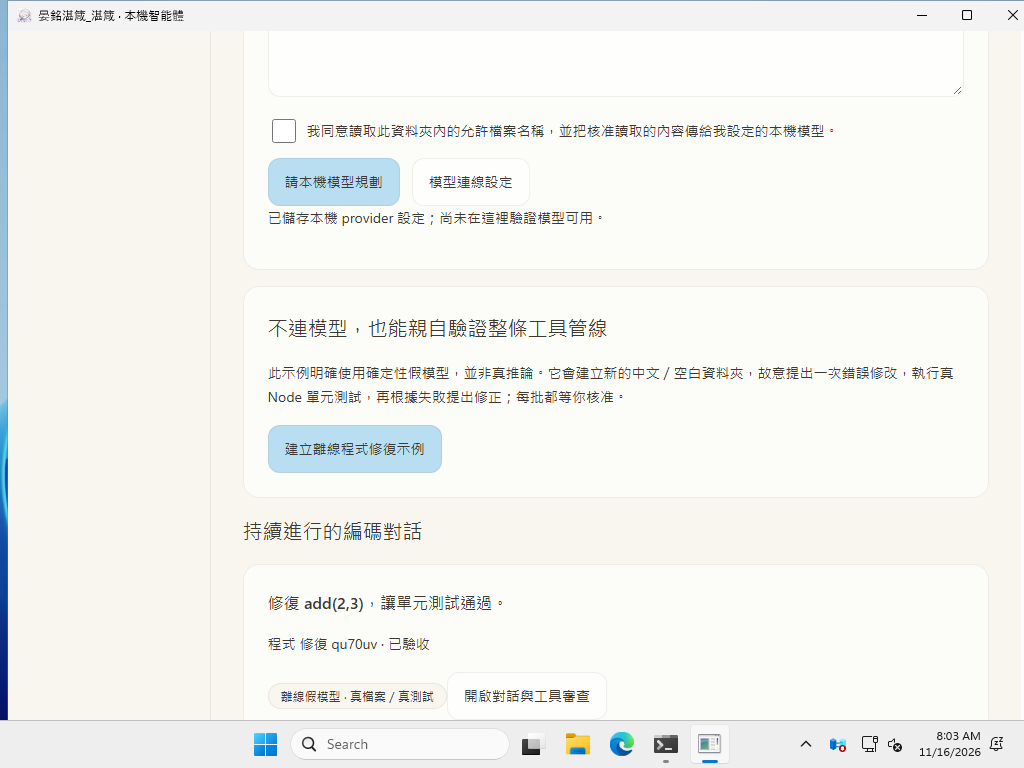 晏銘湛箴_湛箴 · 本機智能體
我同意讀取此資料夾內的允許檔案名稱，並把核准讀取的內容傳給我設定的本機模型。
請本機模型規劃
模型連線設定
已儲存本機 provider 設定；尚未在這裡驗證模型可用。
不連模型，也能親自驗證整條工具管線
此示例明確使用確定性假模型，並非真推論。它會建立新的中文 / 空白資料夾，故意提出一次錯誤修改，執行真
Node 單元測試，再根據失敗提出修正；每批都等你核准。
建立離線程式修復示例
持續進行的編碼對話
修復 add(2,3)，讓單元測試通過。
程式 修復 qu70uv · 已驗收
離線假模型 · 真檔案 / 真測試
開啟對話與工具審查
Search
8:03 AM
11/16/2026